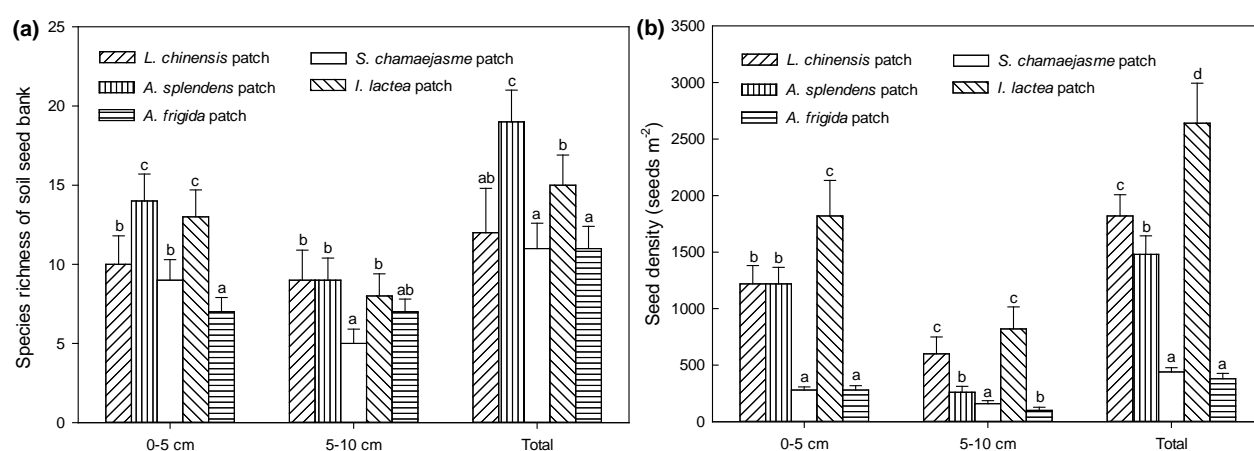 (a)
Species richness of soil seed bank
25
20
15
10
5
0
L. chinensis patch
A. splendens patch
A. frigida patch
S. chamaejasme patch
I. lactea patch
b
c
b
c
a
b
b
a
b
ab
ab
c
a
b
a
0-5 cm
5-10 cm
Total
(b)
Seed density (seeds m-2)
3500
3000
2500
2000
1500
1000
500
0
L. chinensis patch
A. splendens patch
A. frigida patch
S. chamaejasme patch
I. lactea patch
b
b
a
c
a
c
b
a
c
b
c
b
a
d
a
0-5 cm
5-10 cm
Total